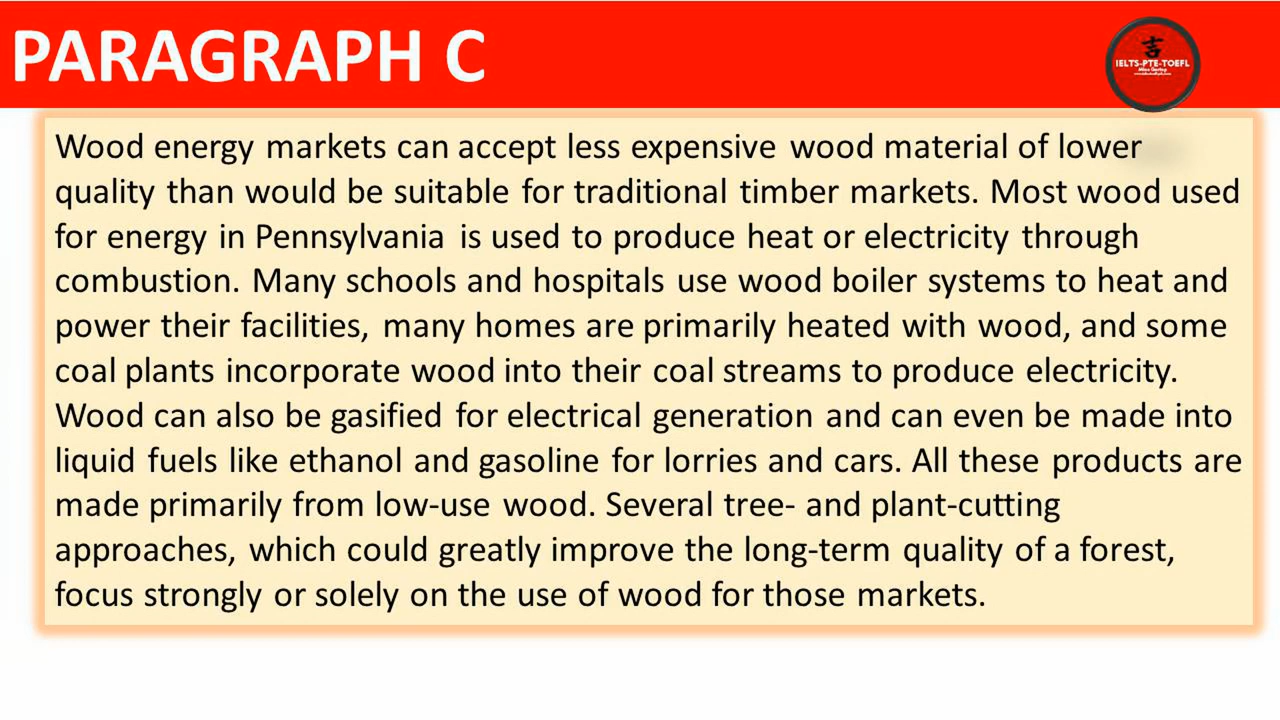 PARAGRAPH C
吉
IELTS-PTE-TOEFL
Wood energy markets can accept less expensive wood material of lower
quality than would be suitable for traditional timber markets. Most wood used
for energy in Pennsylvania is used to produce heat or electricity through
combustion. Many schools and hospitals use wood boiler systems to heat and
power their facilities, many homes are primarily heated with wood, and some
coal plants incorporate wood into their coal streams to produce electricity.
Wood can also be gasified for electrical generation and can even be made into
liquid fuels like ethanol and gasoline for lorries and cars. All these products are
made primarily from low-use wood. Several tree- and plant-cutting
approaches, which could greatly improve the long-term quality of a forest,
focus strongly or solely on the use of wood for those markets.